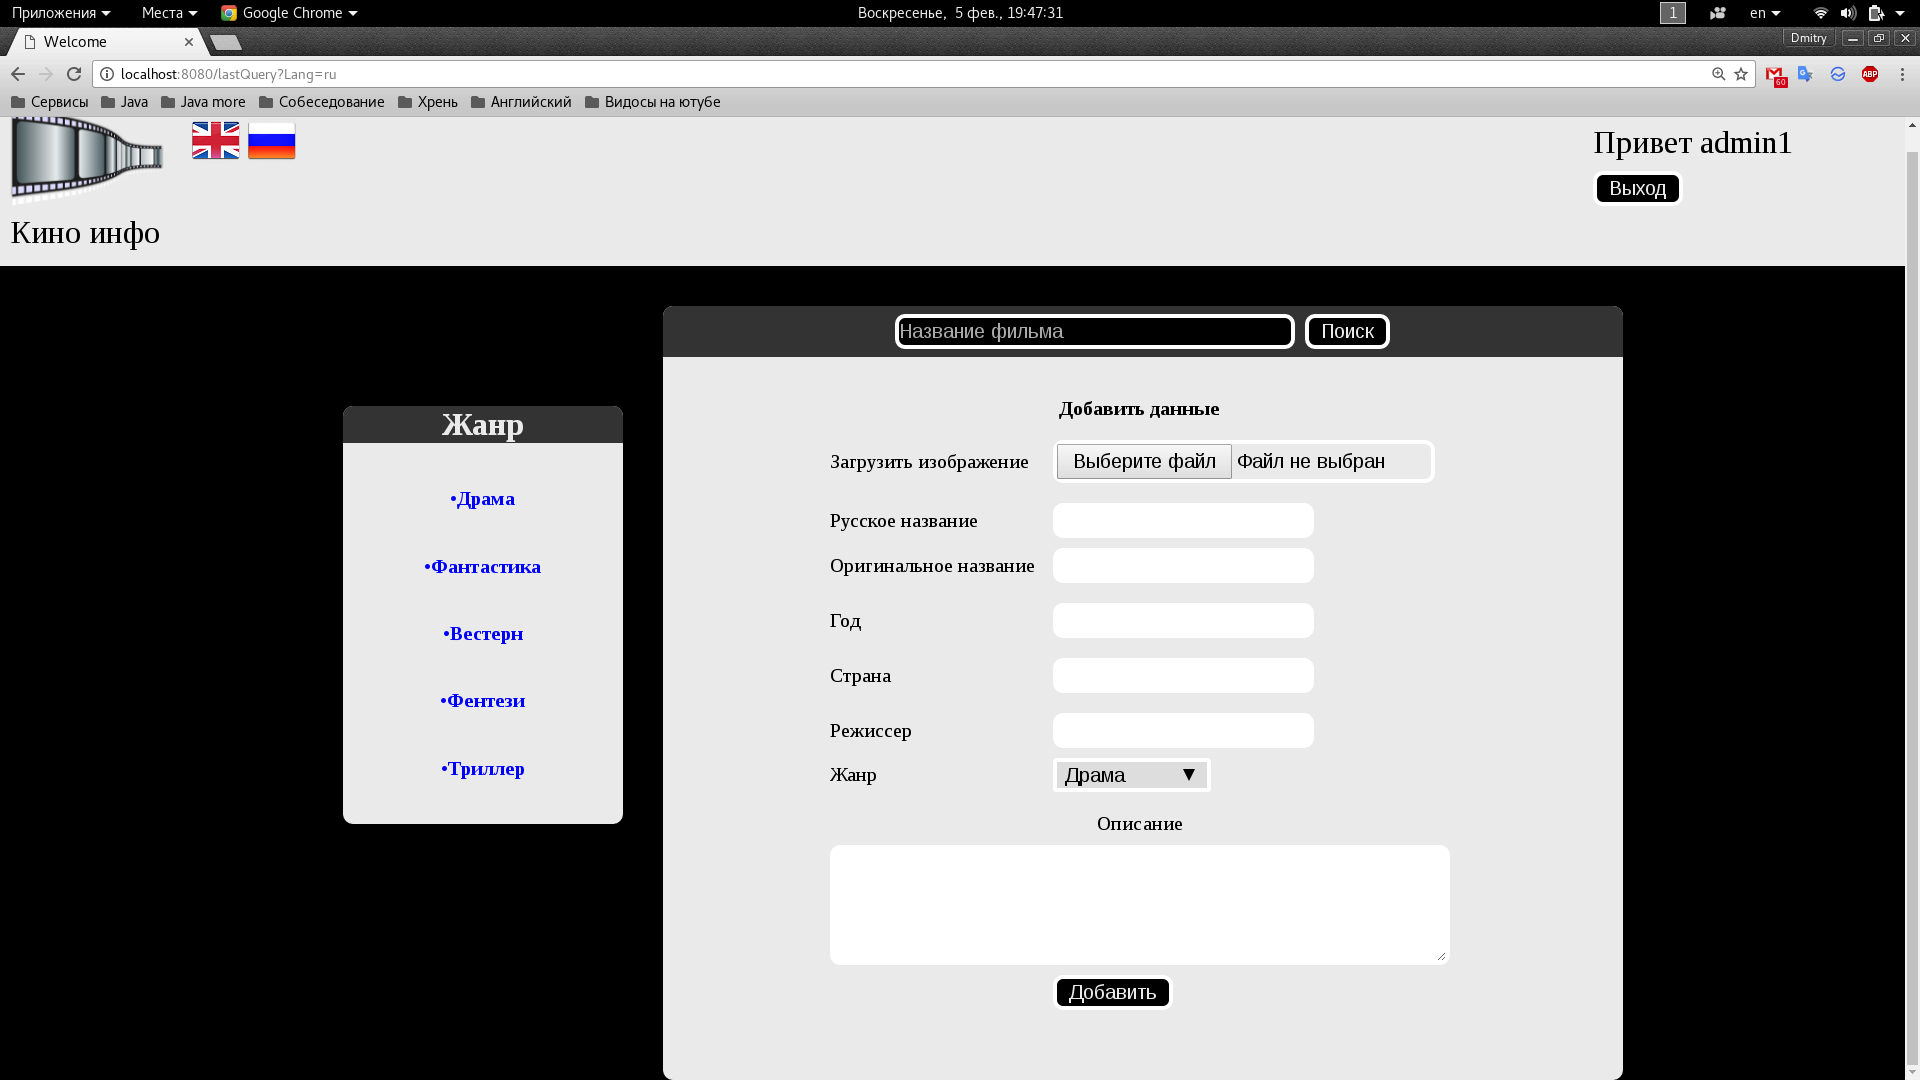 Приложения Места Google Chrome Воскресенье, 5 фев., 19:47:31 1 en
Welcome Dmitry
localhost:8080/lastQuery?Lang=ru 60 ABP
Сервисы Java Java more Собеседование Хрень Английский Видосы на ютубе
Привет admin1
Выход
Кино инфо
Название фильма Поиск
Жанр
•Драма
•Фантастика
•Вестерн
•Фентези
•Триллер
Добавить данные
Загрузить изображение Выберите файл Файл не выбран
Русское название
Оригинальное название
Год
Страна
Режиссер
Жанр Драма
Описание
Добавить